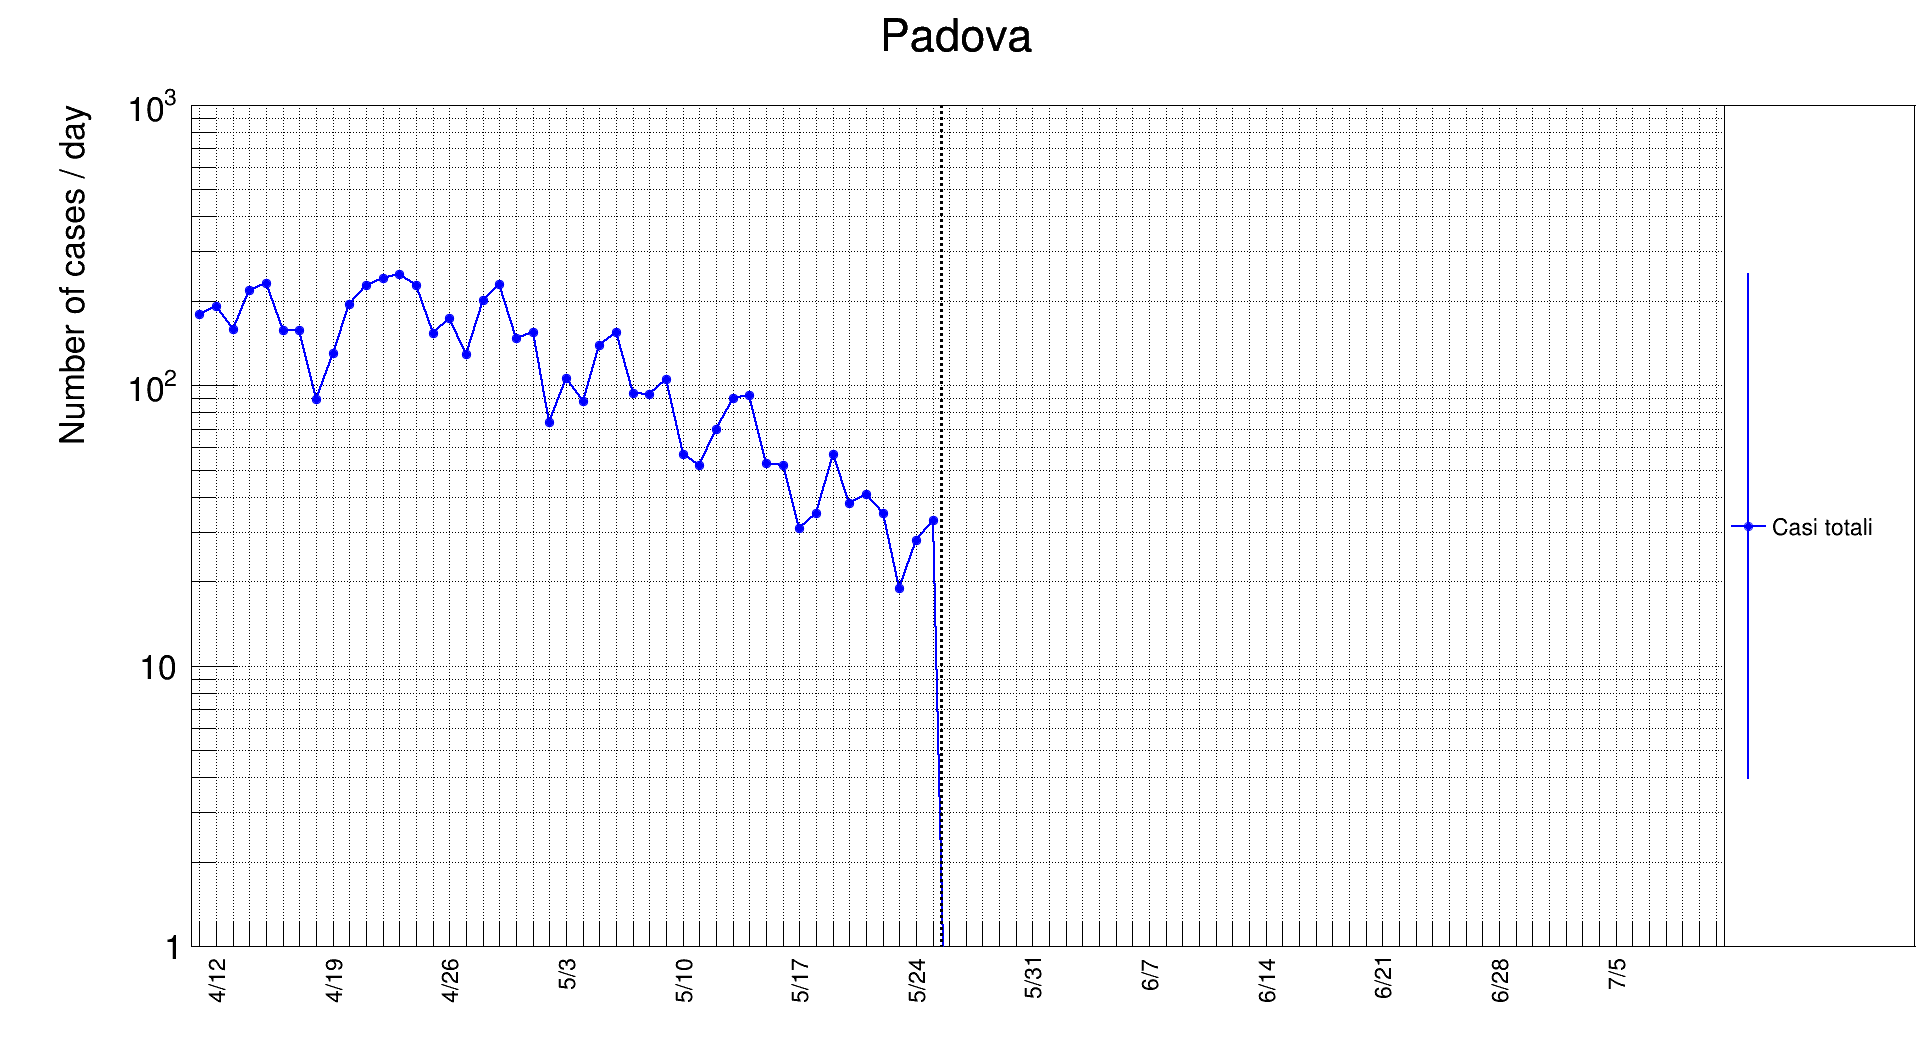 Padova
Number of cases / day
10³
10²
10
1
4/12 4/19 4/26 5/3 5/10 5/17 5/24 5/31 6/7 6/14 6/21 6/28 7/5
Casi totali